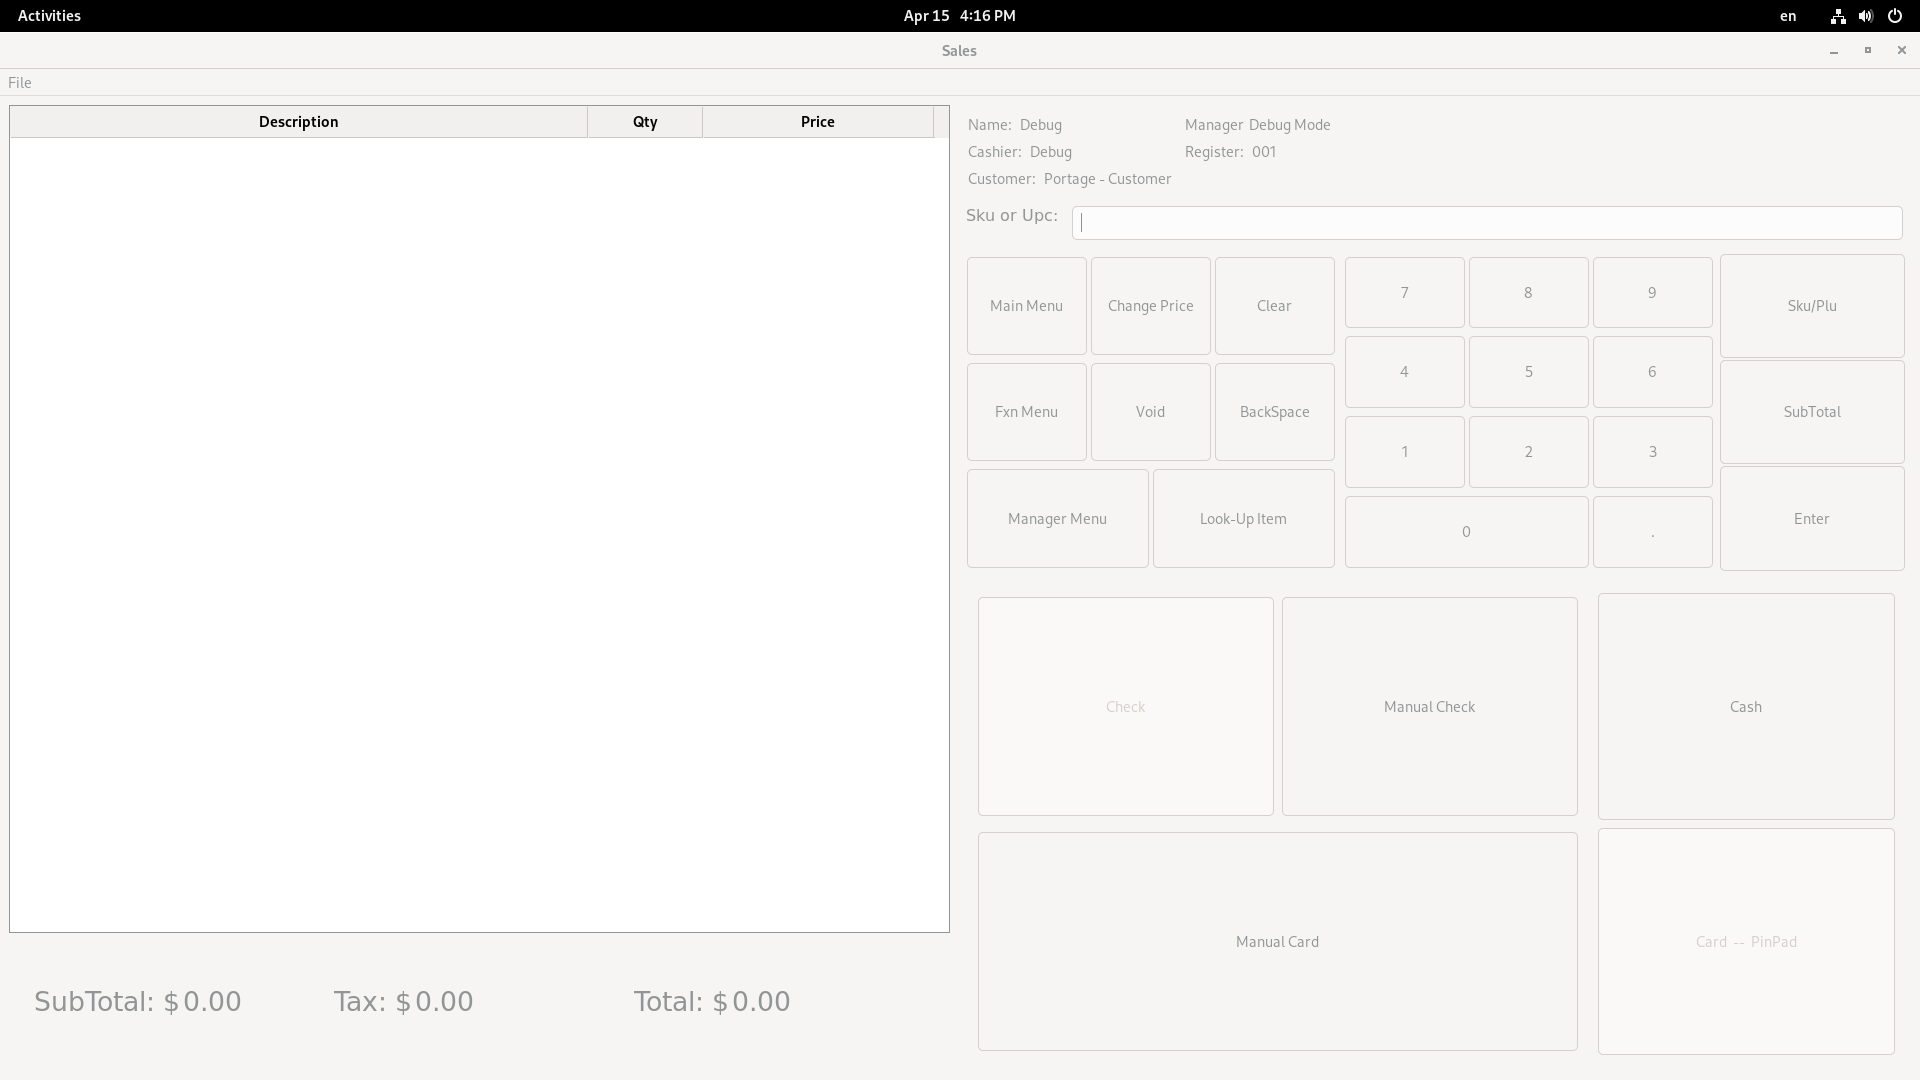 Activities
Apr 15 4:16 PM
en
Sales
File
Description Qty Price
Name: Debug Manager Debug Mode
Cashier: Debug Register: 001
Customer: Portage - Customer
Sku or Upc:
Main Menu Change Price Clear 7 8 9 Sku/Plu
4 5 6
Fxn Menu Void BackSpace SubTotal
1 2 3
Manager Menu Look-Up Item Enter
0 .
Check Manual Check Cash
Manual Card Card -- PinPad
SubTotal: $0.00 Tax: $0.00 Total: $0.00